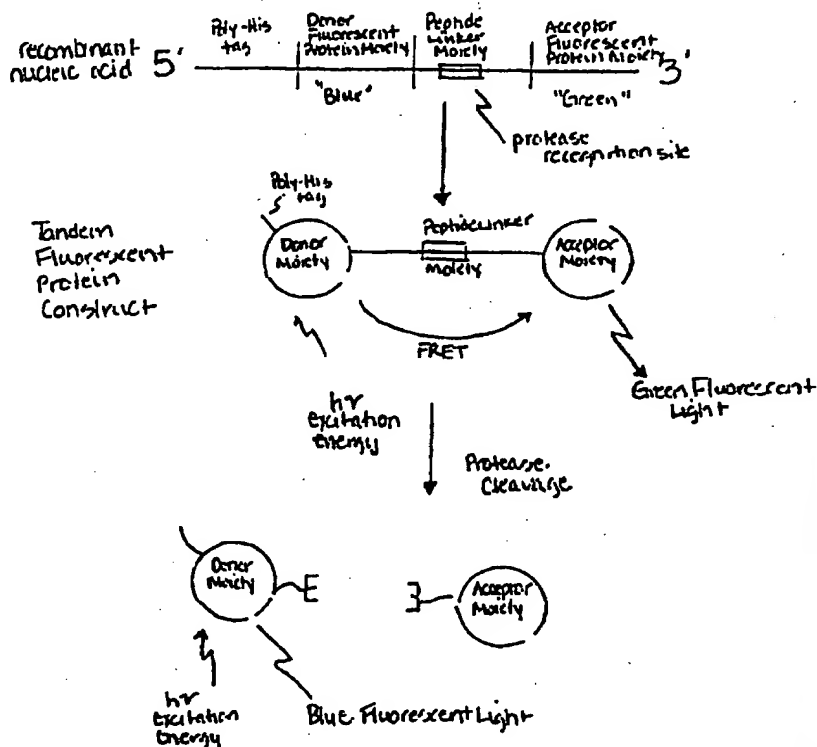 recombinant
nucleic acid 5'
Poly-His
tag
Donor
Fluorescent
Protein Moiety
"Blue"
Peptide
Linker
Moiety
Acceptor
Fluorescent
Protein Moiety
"Green"
3'
protease
recognition site
Tandem
Fluorescent
Protein
Construct
Poly-His
tag
Donor
Moiety
Peptide Linker
Moiety
Acceptor
Moiety
FRET
hν
excitation
energy
Green Fluorescent
Light
Protease
Cleavage
Donor
Moiety
Acceptor
Moiety
hν
excitation
energy
Blue Fluorescent Light